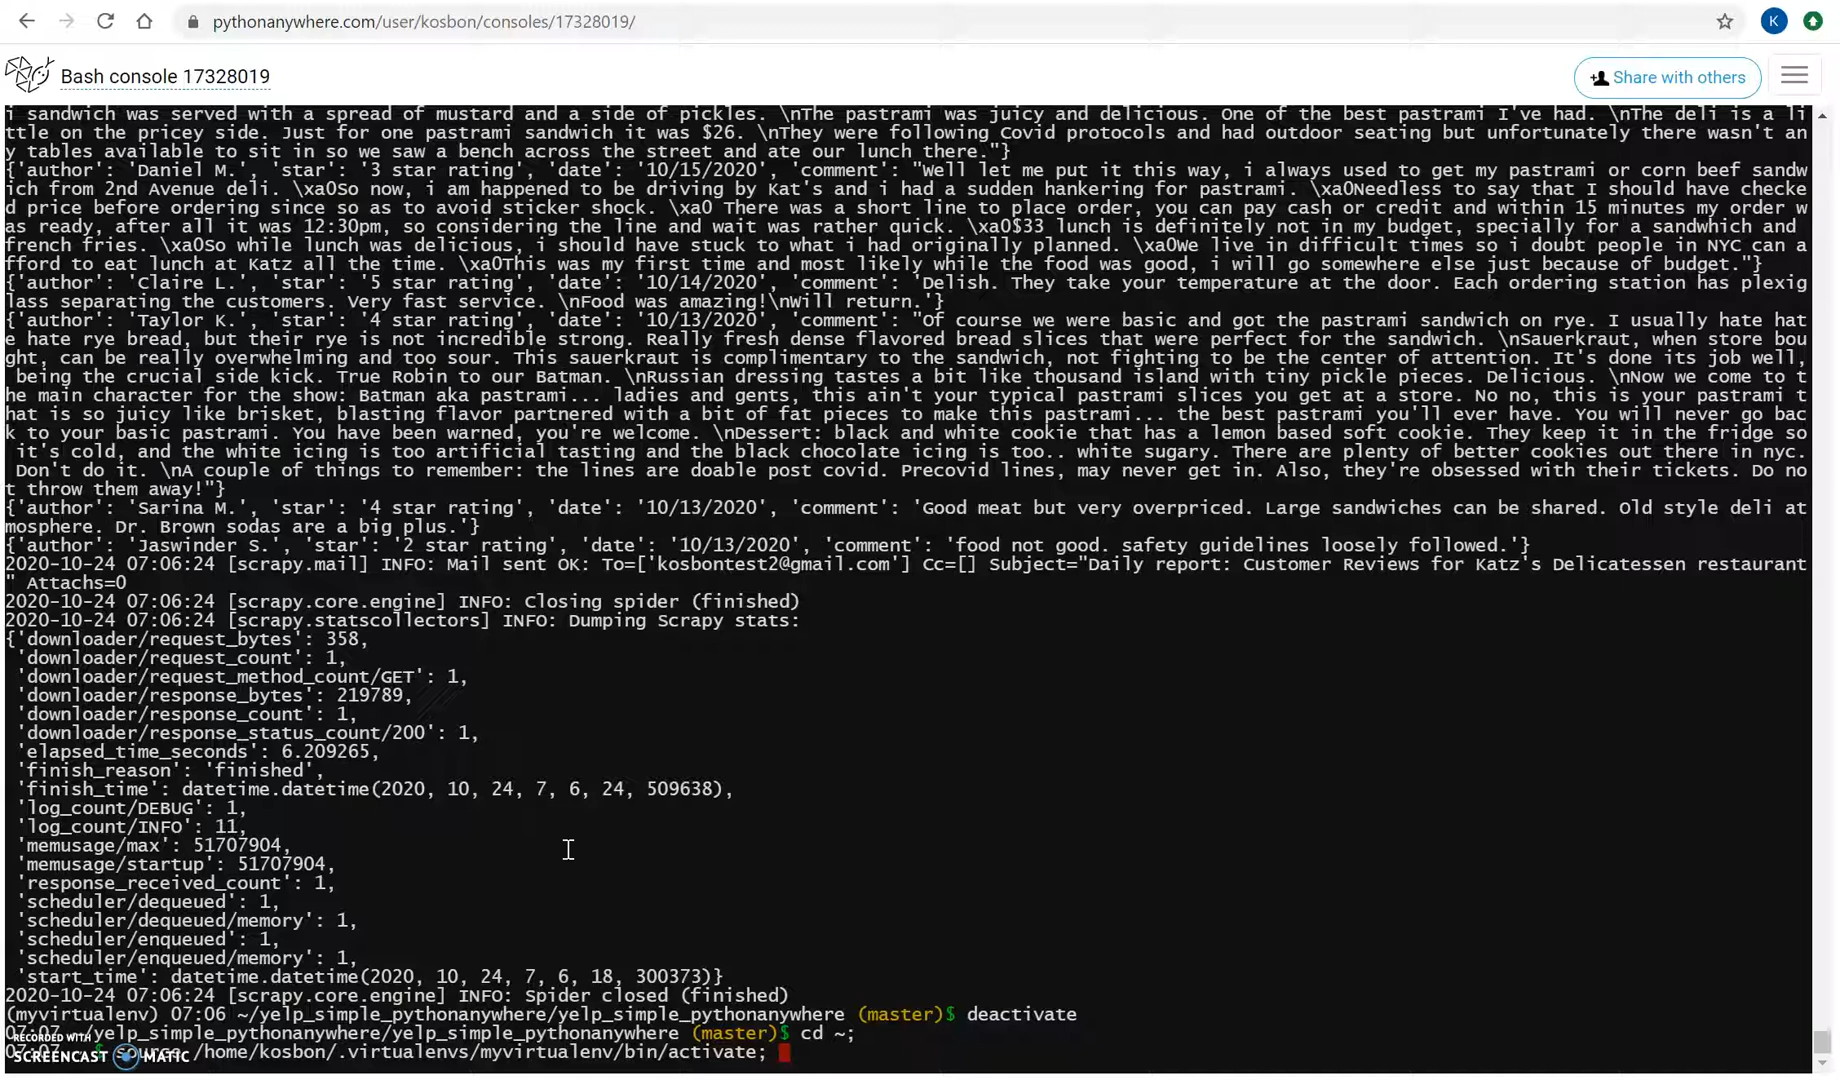 pythonanywhere.com/user/kosbon/consoles/17328019/
K
Bash console 17328019
Share with others
i sandwich was served with a spread of mustard and a side of pickles. \nThe pastrami was juicy and delicious. One of the best pastrami I've had. \nThe deli is a li
ttle on the pricey side. Just for one pastrami sandwich it was $26. \nThey were following Covid protocols and had outdoor seating but unfortunately there wasn't an
y tables available to sit in so we saw a bench across the street and ate our lunch there."}
{'author': 'Daniel M.', 'star': '3 star rating', 'date': '10/15/2020', 'comment': "Well let me put it this way, i always used to get my pastrami or corn beef sandw
ich from 2nd Avenue deli. \xa0So now, i am happened to be driving by Kat's and i had a sudden hankering for pastrami. \xa0Needless to say that I should have checke
d price before ordering since so as to avoid sticker shock. \xa0 There was a short line to place order, you can pay cash or credit and within 15 minutes my order w
as ready, after all it was 12:30pm, so considering the line and wait was rather quick. \xa0$33 lunch is definitely not in my budget, specially for a sandwhich and
french fries. \xa0So while lunch was delicious, i should have stuck to what i had originally planned. \xa0We live in difficult times so i doubt people in NYC can a
fford to eat lunch at Katz all the time. \xa0This was my first time and most likely while the food was good, i will go somewhere else just because of budget."}
{'author': 'Claire L.', 'star': '5 star rating', 'date': '10/14/2020', 'comment': 'Delish. They take your temperature at the door. Each ordering station has plexig
lass separating the customers. Very fast service. \nFood was amazing!\nWill return.'}
{'author': 'Taylor K.', 'star': '4 star rating', 'date': '10/13/2020', 'comment': "Of course we were basic and got the pastrami sandwich on rye. I usually hate hat
e hate rye bread, but their rye is not incredible strong. Really fresh dense flavored bread slices that were perfect for the sandwich. \nSauerkraut, when store bou
ght, can be really overwhelming and too sour. This sauerkraut is complimentary to the sandwich, not fighting to be the center of attention. It's done its job well,
being the crucial side kick. True Robin to our Batman. \nRussian dressing tastes a bit like thousand island with tiny pickle pieces. Delicious. \nNow we come to t
he main character for the show: Batman aka pastrami... ladies and gents, this ain't your typical pastrami slices you get at a store. No no, this is your pastrami t
hat is so juicy like brisket, blasting flavor partnered with a bit of fat pieces to make this pastrami... the best pastrami you'll ever have. You will never go bac
k to your basic pastrami. You have been warned, you're welcome. \nDessert: black and white cookie that has a lemon based soft cookie. They keep it in the fridge so
it's cold, and the white icing is too artificial tasting and the black chocolate icing is too.. white sugary. There are plenty of better cookies out there in nyc.
Don't do it. \nA couple of things to remember: the lines are doable post covid. Precovid lines, may never get in. Also, they're obsessed with their tickets. Do no
t throw them away!"}
{'author': 'Sarina M.', 'star': '4 star rating', 'date': '10/13/2020', 'comment': 'Good meat but very overpriced. Large sandwiches can be shared. Old style deli at
mosphere. Dr. Brown sodas are a big plus.'}
{'author': 'Jaswinder S.', 'star': '2 star rating', 'date': '10/13/2020', 'comment': 'food not good. safety guidelines loosely followed.'}
2020-10-24 07:06:24 [scrapy.mail] INFO: Mail sent OK: To=['kosbontest2@gmail.com'] Cc=[] Subject="Daily report: Customer Reviews for Katz's Delicatessen restaurant
" Attachs=0
2020-10-24 07:06:24 [scrapy.core.engine] INFO: Closing spider (finished)
2020-10-24 07:06:24 [scrapy.statscollectors] INFO: Dumping Scrapy stats:
{'downloader/request_bytes': 358,
'downloader/request_count': 1,
'downloader/request_method_count/GET': 1,
'downloader/response_bytes': 219789,
'downloader/response_count': 1,
'downloader/response_status_count/200': 1,
'elapsed_time_seconds': 6.209265,
'finish_reason': 'finished',
'finish_time': datetime.datetime(2020, 10, 24, 7, 6, 24, 509638),
'log_count/DEBUG': 1,
'log_count/INFO': 11,
'memusage/max': 51707904,
'memusage/startup': 51707904,
'response_received_count': 1,
'scheduler/dequeued': 1,
'scheduler/dequeued/memory': 1,
'scheduler/enqueued': 1,
'scheduler/enqueued/memory': 1,
'start_time': datetime.datetime(2020, 10, 24, 7, 6, 18, 300373)}
2020-10-24 07:06:24 [scrapy.core.engine] INFO: Spider closed (finished)
(myvirtualenv) 07:06 ~/yelp_simple_pythonanywhere/yelp_simple_pythonanywhere (master)$ deactivate
07:07 ~/yelp_simple_pythonanywhere/yelp_simple_pythonanywhere (master)$ cd ~;
07:07 ~ $ source /home/kosbon/.virtualenvs/myvirtualenv/bin/activate;
RECORDED WITH
SCREENCAST MATIC